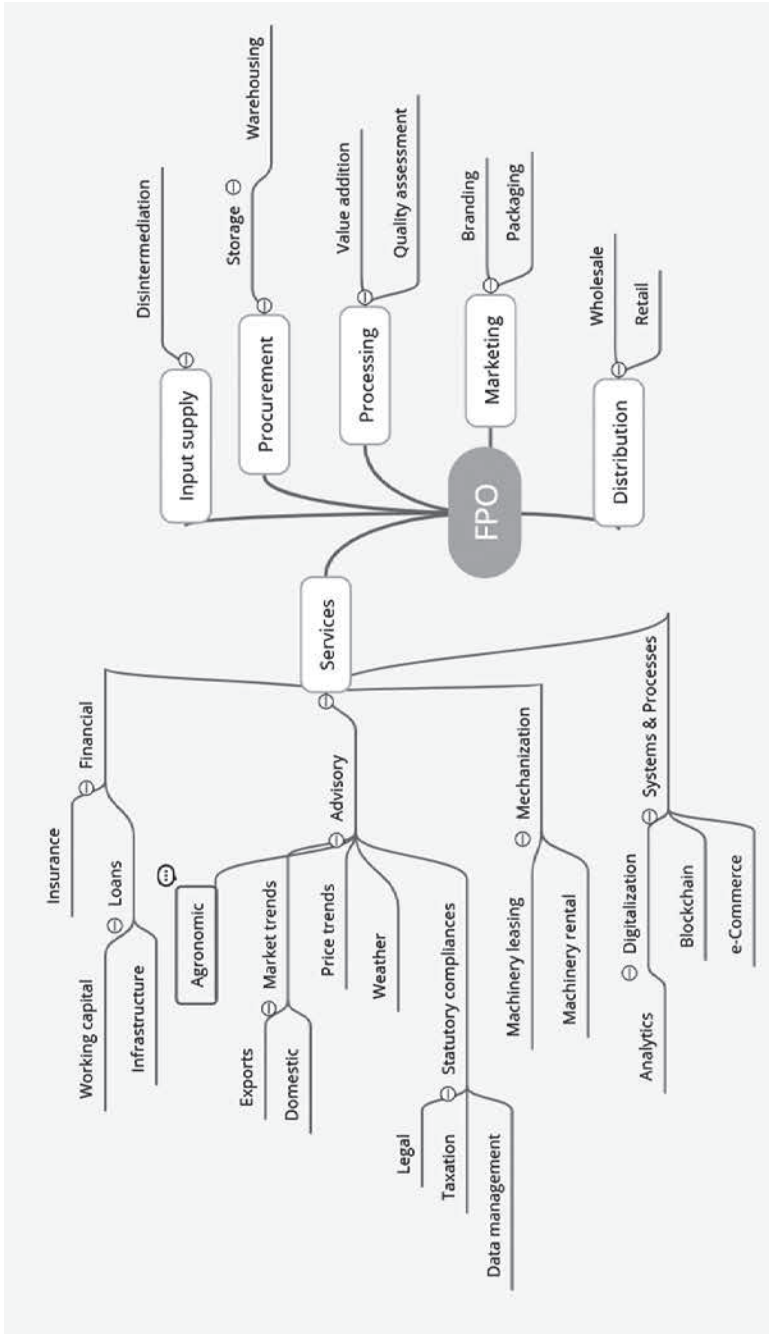 FPO
Input supply
Disintermediation
Procurement
Storage
Warehousing
Processing
Value addition
Quality assessment
Marketing
Branding
Packaging
Distribution
Wholesale
Retail
Services
Financial
Insurance
Loans
Working capital
Infrastructure
Advisory
Agronomic
Market trends
Exports
Domestic
Price trends
Weather
Statutory compliances
Legal
Taxation
Data management
Mechanization
Machinery leasing
Machinery rental
Systems & Processes
Digitalization
Analytics
Blockchain
e-Commerce